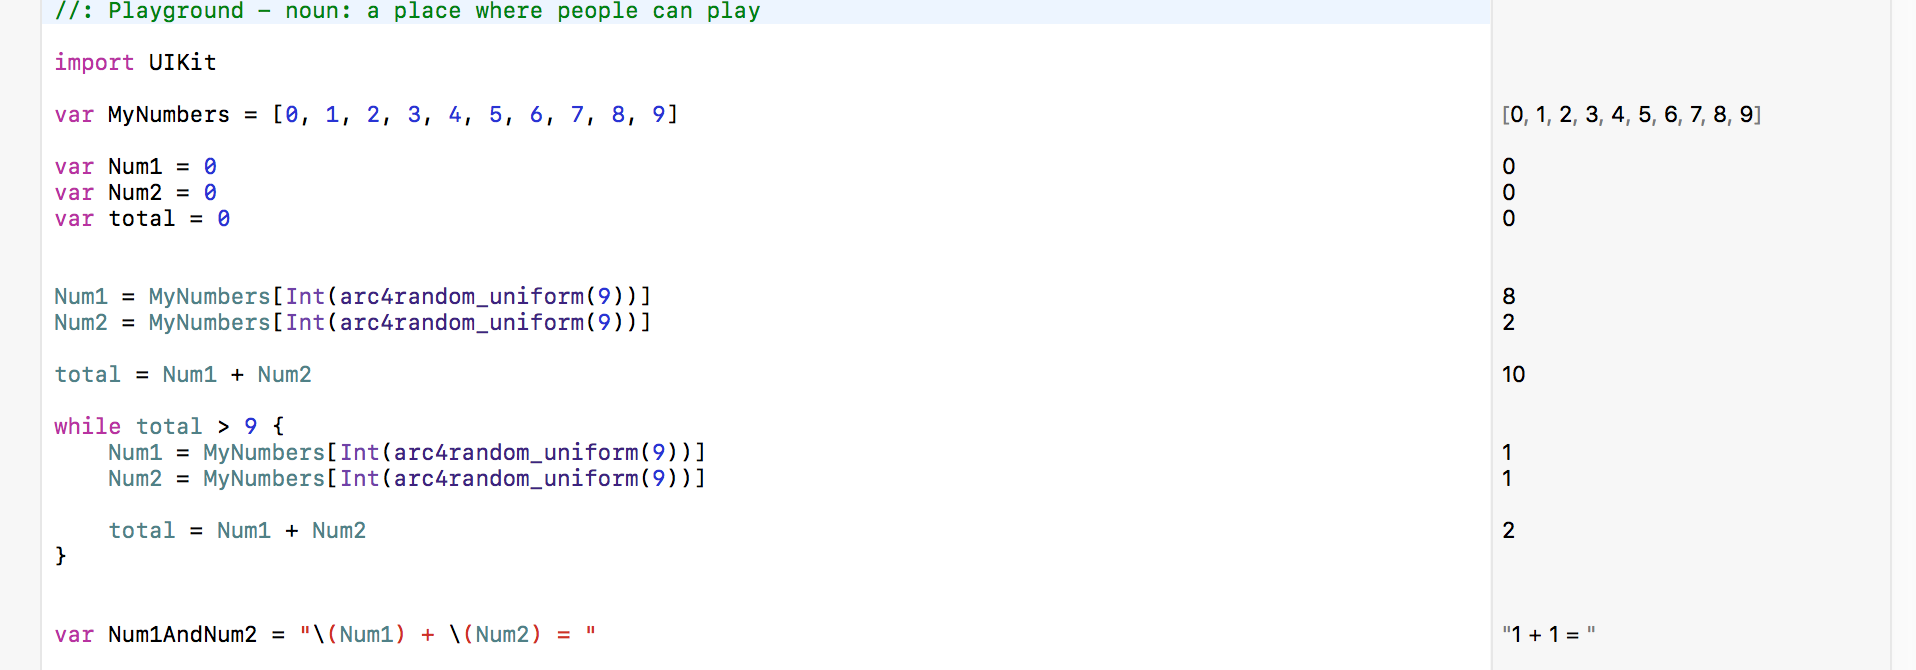 //: Playground – noun: a place where people can play
import UIKit
var MyNumbers = [0, 1, 2, 3, 4, 5, 6, 7, 8, 9] [0, 1, 2, 3, 4, 5, 6, 7, 8, 9]
var Num1 = 0 0
var Num2 = 0 0
var total = 0 0
Num1 = MyNumbers[Int(arc4random_uniform(9))] 8
Num2 = MyNumbers[Int(arc4random_uniform(9))] 2
total = Num1 + Num2 10
while total > 9 {
Num1 = MyNumbers[Int(arc4random_uniform(9))] 1
Num2 = MyNumbers[Int(arc4random_uniform(9))] 1
total = Num1 + Num2 2
}
var Num1AndNum2 = "\(Num1) + \(Num2) = " "1 + 1 = "